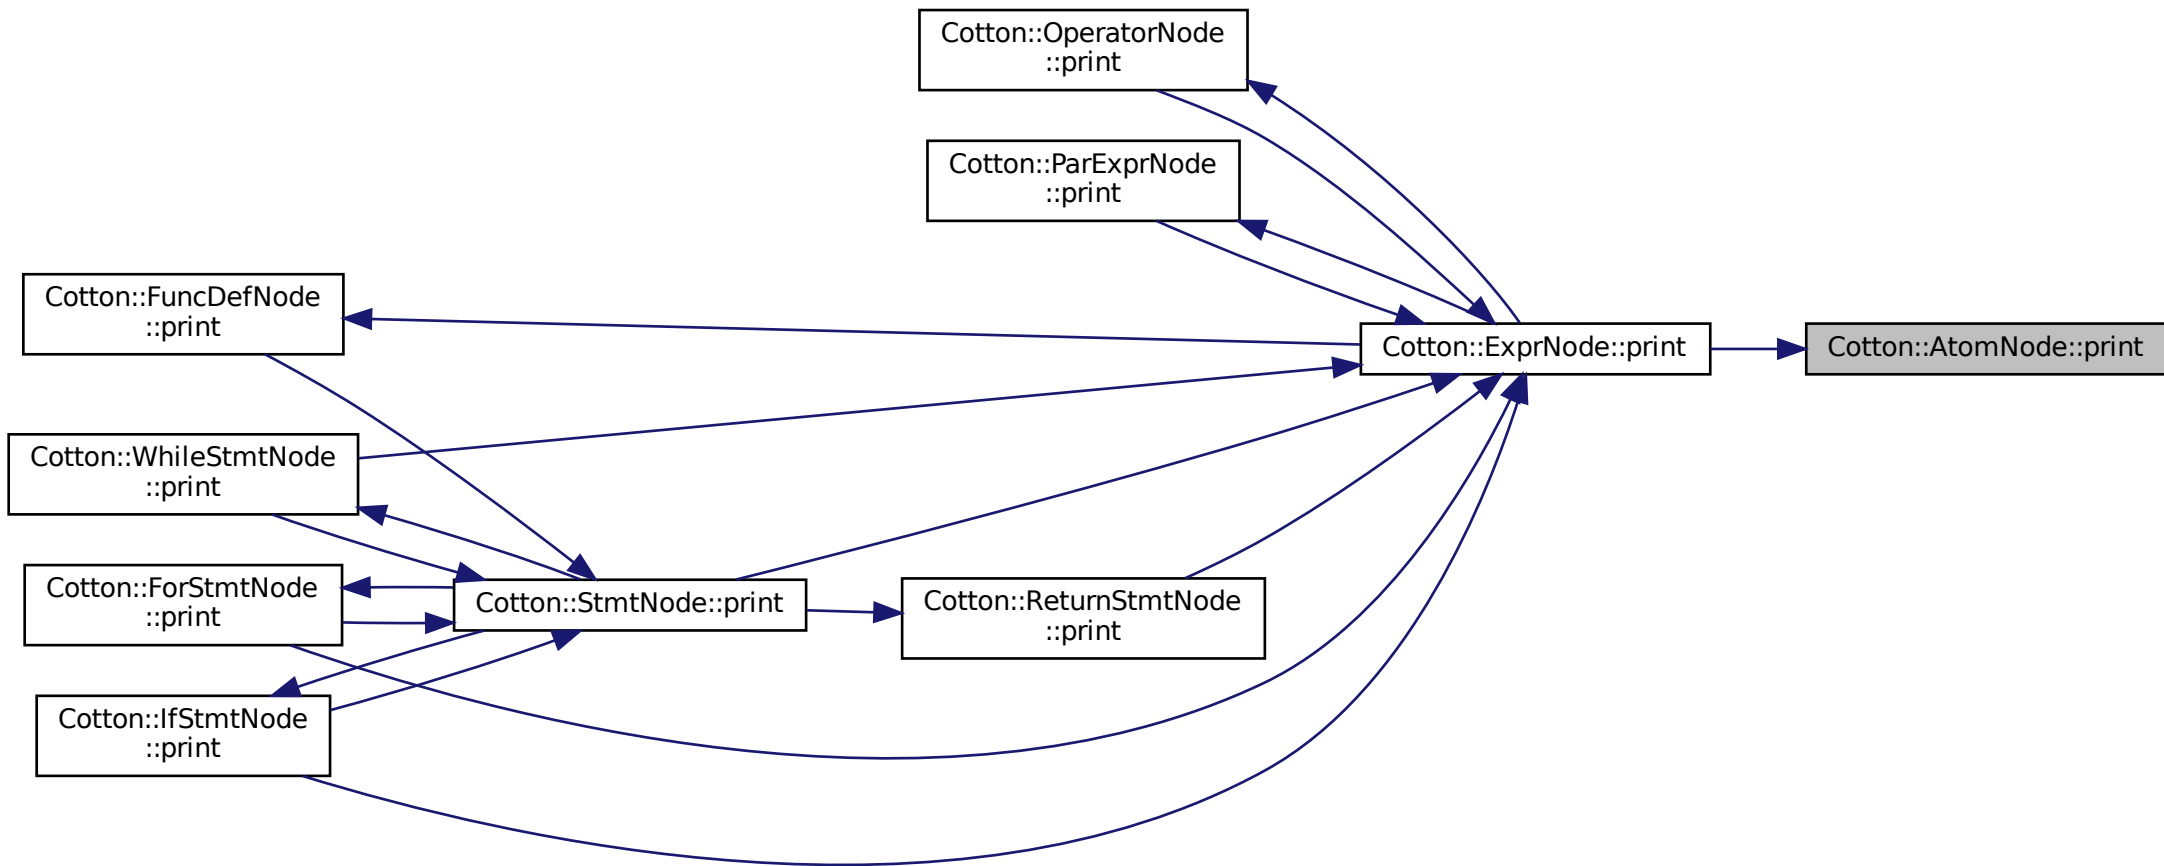 Cotton::OperatorNode
::print
Cotton::ParExprNode
::print
Cotton::FuncDefNode
::print
Cotton::ExprNode::print
Cotton::AtomNode::print
Cotton::WhileStmtNode
::print
Cotton::ForStmtNode
::print
Cotton::StmtNode::print
Cotton::ReturnStmtNode
::print
Cotton::IfStmtNode
::print